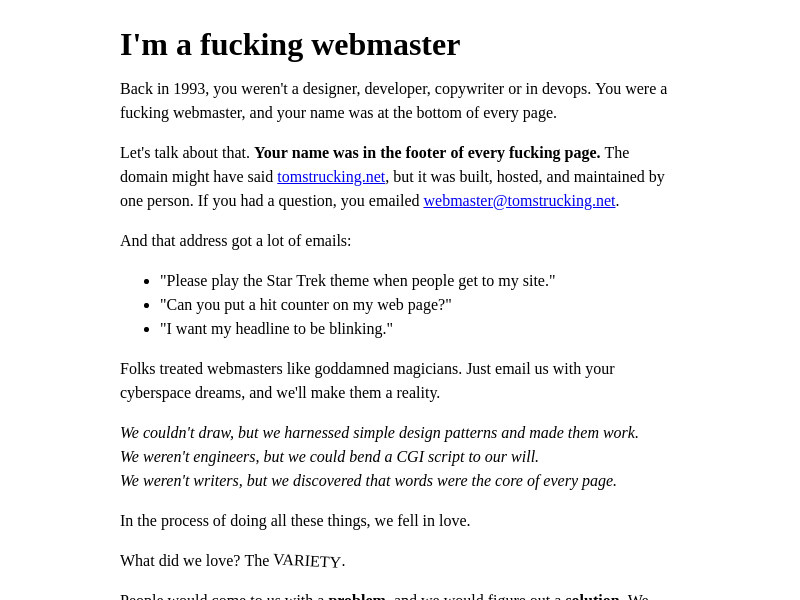 I'm a fucking webmaster
Back in 1993, you weren't a designer, developer, copywriter or in devops. You were a
fucking webmaster, and your name was at the bottom of every page.
Let's talk about that. Your name was in the footer of every fucking page. The
domain might have said tomstrucking.net, but it was built, hosted, and maintained by
one person. If you had a question, you emailed webmaster@tomstrucking.net.
And that address got a lot of emails:
"Please play the Star Trek theme when people get to my site."
"Can you put a hit counter on my web page?"
"I want my headline to be blinking."
Folks treated webmasters like goddamned magicians. Just email us with your
cyberspace dreams, and we'll make them a reality.
We couldn't draw, but we harnessed simple design patterns and made them work.
We weren't engineers, but we could bend a CGI script to our will.
We weren't writers, but we discovered that words were the core of every page.
In the process of doing all these things, we fell in love.
What did we love? The VARIETY.
People would come to us with a problem, and we would figure out a solution. We